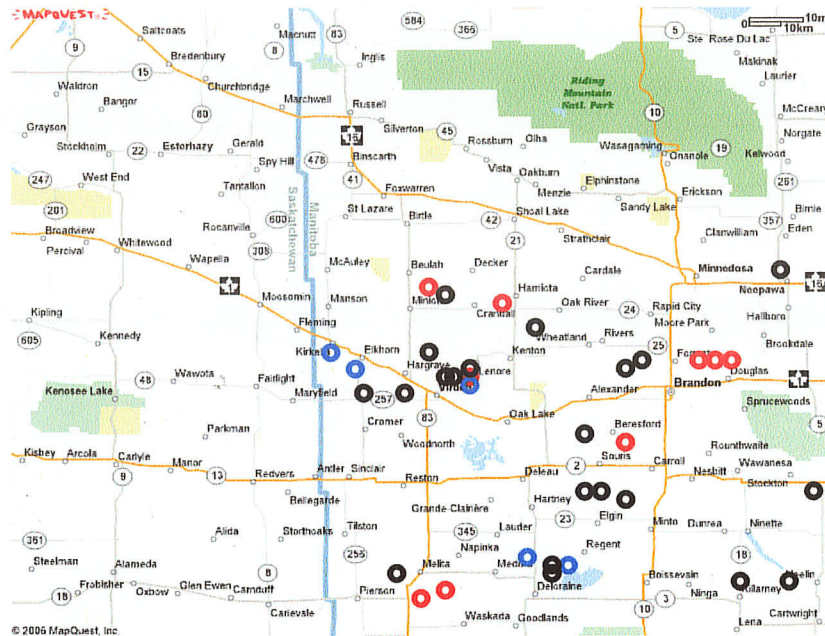 MAPQUEST
Macnutt
83
584
366
5
10mi
10km
Ste Rose Du Lac
Saltcoats
9
8
Inglis
Makinak
Bredenbury
15
Churchbridge
Riding
Mountain
Natl. Park
Laurier
Waldron
Bangor
80
Marchwell
Russell
10
McCreary
Grayson
16
Silverton
45
Rossburn
Olha
Wasagaming
19
Norgate
Stockholm
22
Esterhazy
Gerald
478
Binscarth
Onanole
Kelwood
Spy Hill
Vista
Oakburn
247
West End
41
Foxwarren
Menzie
Elphinstone
Erickson
261
Tantallon
201
600
St Lazare
Birtle
42
Shoal Lake
Sandy Lake
357
Birnie
Broadview
Rocanville
Saskatchewan
Manitoba
21
Strathclair
Clanwilliam
Eden
Percival
Whitewood
308
Wapella
McAuley
Beulah
Decker
Cardale
Minnedosa
1
Hamiota
Neepawa
16
Moosomin
Manson
Crandall
Oak River
24
Rapid City
Kipling
Fleming
Moore Park
Hallboro
605
Kennedy
Wheatland
Rivers
25
Brookdale
Elkhorn
Kenton
Hargrave
Lenore
Douglas
48
Wawota
Fairlight
Maryfield
257
Alexander
Brandon
1
Kenosee Lake
83
Oak Lake
Sprucewoods
Parkman
Cromer
Woodnorth
Beresford
5
Rounthwaite
Kisbey
Arcola
Carlyle
Manor
Antler
Sinclair
2
Souris
Carroll
Wawanesa
9
13
Redvers
Reston
Deleau
Nesbitt
Stockton
Bellegarde
Grande-Clairière
Hartney
Alida
Storthoaks
Tilston
345
Lauder
23
Elgin
Minto
Dunrea
Ninette
361
256
Napinka
Regent
18
Steelman
Alameda
8
Melita
Boissevain
18
Frobisher
Oxbow
Glen Ewen
Carnduff
Pierson
Deloraine
3
Ninga
Killarney
Carievale
Waskada
Goodlands
10
Lena
Cartwright
© 2006 MapQuest, Inc